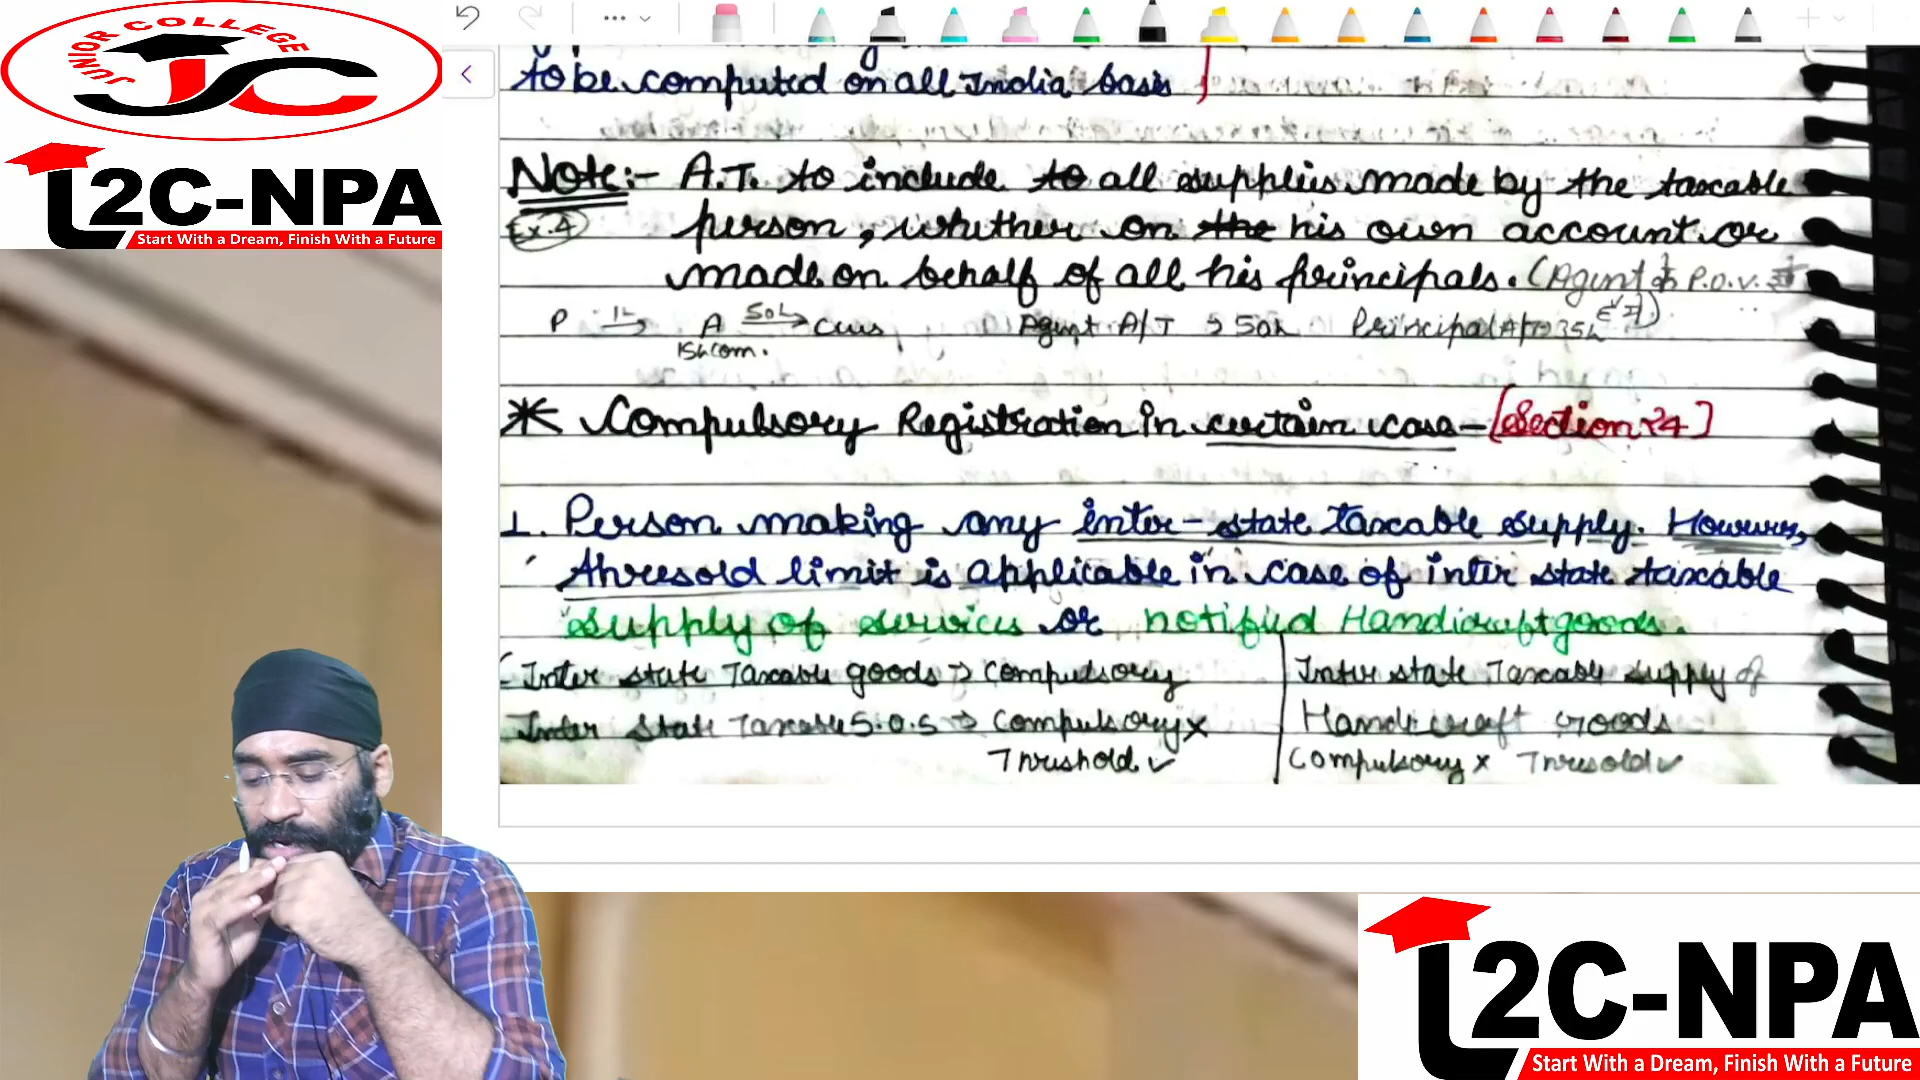 JUNIOR COLLEGE
JC
L2C-NPA
Start With a Dream, Finish With a Future
to be computed on all India basis
Note:- A.T. to include to all supplies made by the taxable
Ex.4
person, whether on the his own account or
made on behalf of all his principals. (Agent P.O.V.
P 1L A 50L Cus Agent A/T 50L Principal A/T 35L
15L com.
* Compulsory Registration in certain case - [Section 24]
1. Person making any inter-state taxable supply. However,
thresold limit is applicable in case of inter state taxable
supply of services or notified Handicraft goods.
(Inter state Taxable goods ⇒ Compulsory
Inter State Taxable S.O.S ⇒ Compulsory x
Threshold ✓
Inter state Taxable supply of
Handicraft Goods
Compulsory x Thresold ✓
L2C-NPA
Start With a Dream, Finish With a Future